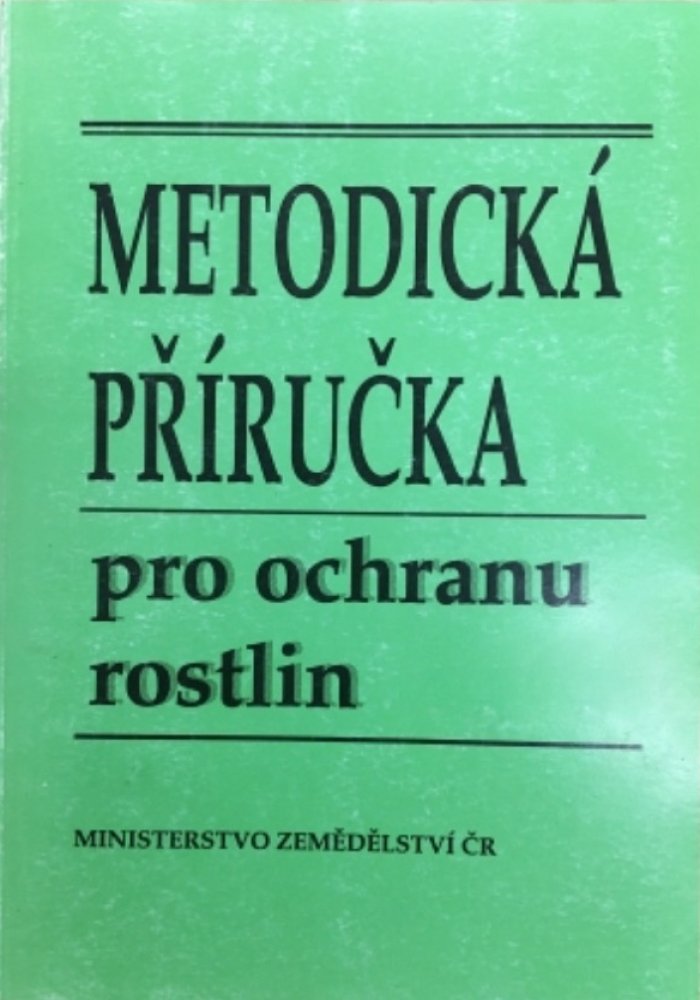 METODICKÁ
PŘÍRUČKA
pro ochranu
rostlin
MINISTERSTVO ZEMĚDĚLSTVÍ ČR